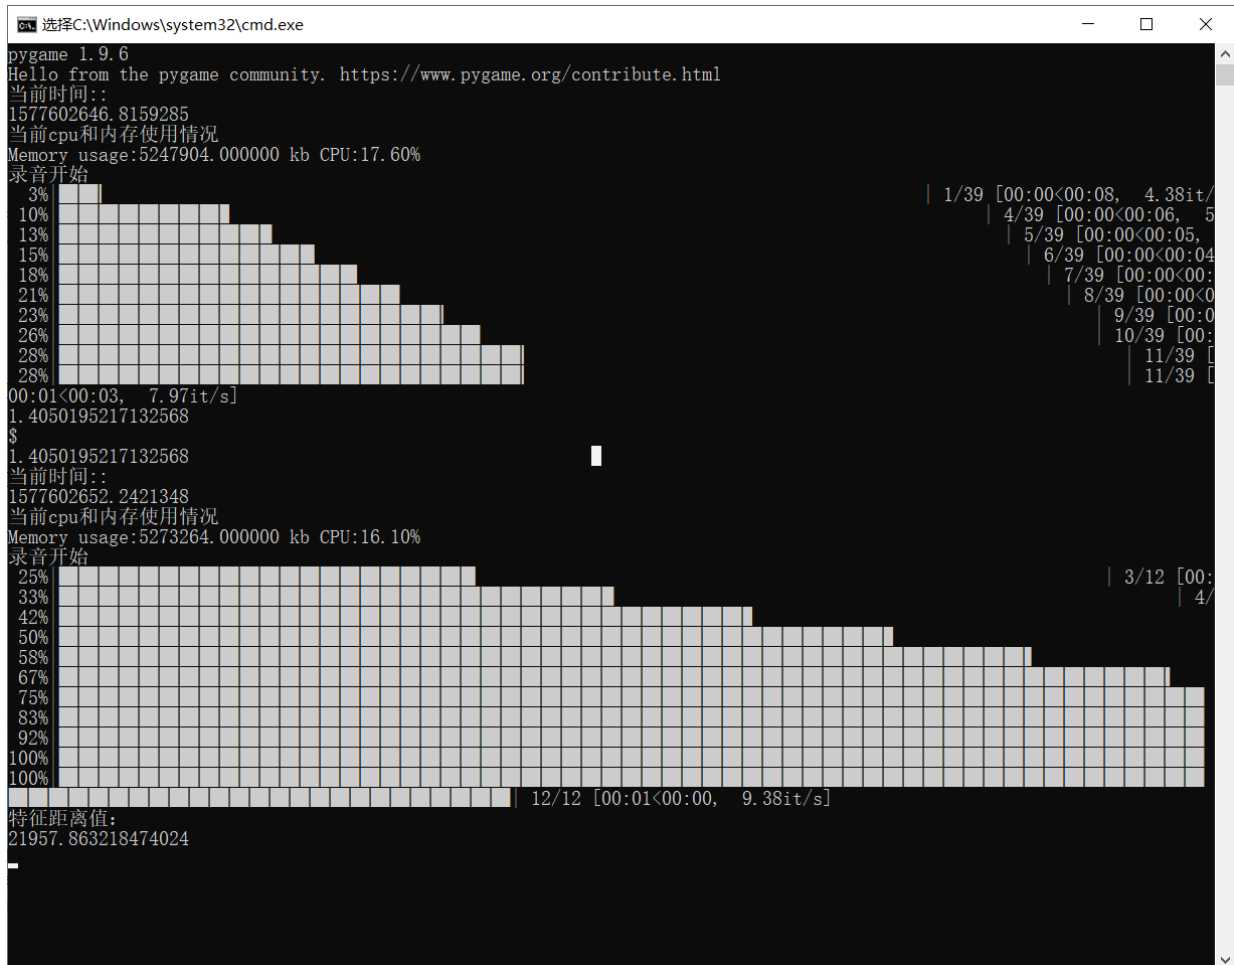 选择C:\Windows\system32\cmd.exe
pygame 1.9.6
Hello from the pygame community. https://www.pygame.org/contribute.html
当前时间::
1577602646.8159285
当前cpu和内存使用情况
Memory usage:5247904.000000 kb CPU:17.60%
录音开始
3%| | 1/39 [00:00<00:08, 4.38it/
10%| | 4/39 [00:00<00:06, 5
13%| | 5/39 [00:00<00:05,
15%| | 6/39 [00:00<00:04
18%| | 7/39 [00:00<00:
21%| | 8/39 [00:00<0
23%| | 9/39 [00:0
26%| | 10/39 [00:
28%| | 11/39 [
28%| | 11/39 [
00:01<00:03, 7.97it/s]
1.4050195217132568
$
1.4050195217132568
当前时间::
1577602652.2421348
当前cpu和内存使用情况
Memory usage:5273264.000000 kb CPU:16.10%
录音开始
25%| | 3/12 [00:
33%| | 4/
42%|
50%|
58%|
67%|
75%|
83%|
92%|
100%|
100%|
| 12/12 [00:01<00:00, 9.38it/s]
特征距离值：
21957.863218474024